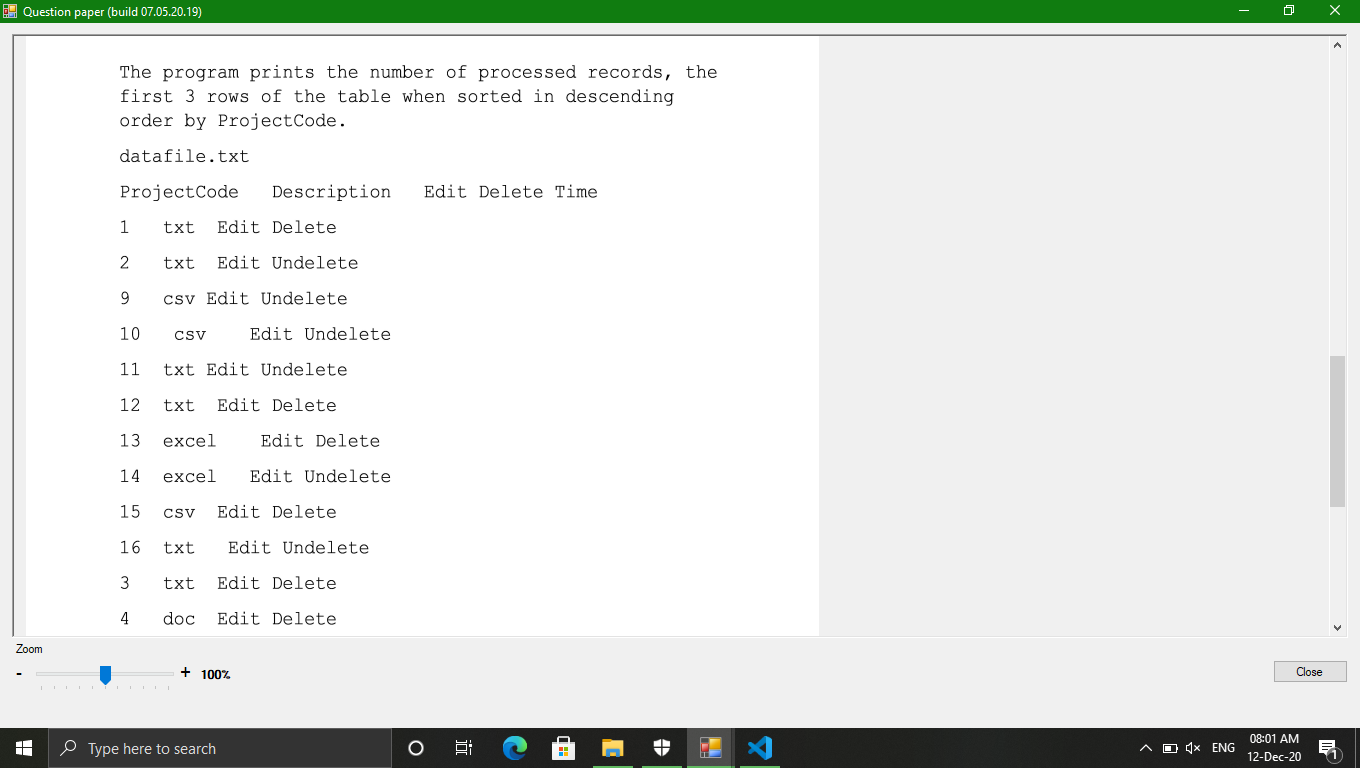 Question paper (build 07.05.20.19)
The program prints the number of processed records, the
first 3 rows of the table when sorted in descending
order by ProjectCode.
datafile.txt
ProjectCode   Description   Edit Delete Time
1   txt  Edit Delete
2   txt  Edit Undelete
9   csv Edit Undelete
10   csv    Edit Undelete
11  txt Edit Undelete
12  txt  Edit Delete
13  excel    Edit Delete
14  excel   Edit Undelete
15  csv  Edit Delete
16  txt   Edit Undelete
3   txt  Edit Delete
4   doc  Edit Delete
Zoom
- + 100%
Close
Type here to search
ENG
08:01 AM
12-Dec-20
1